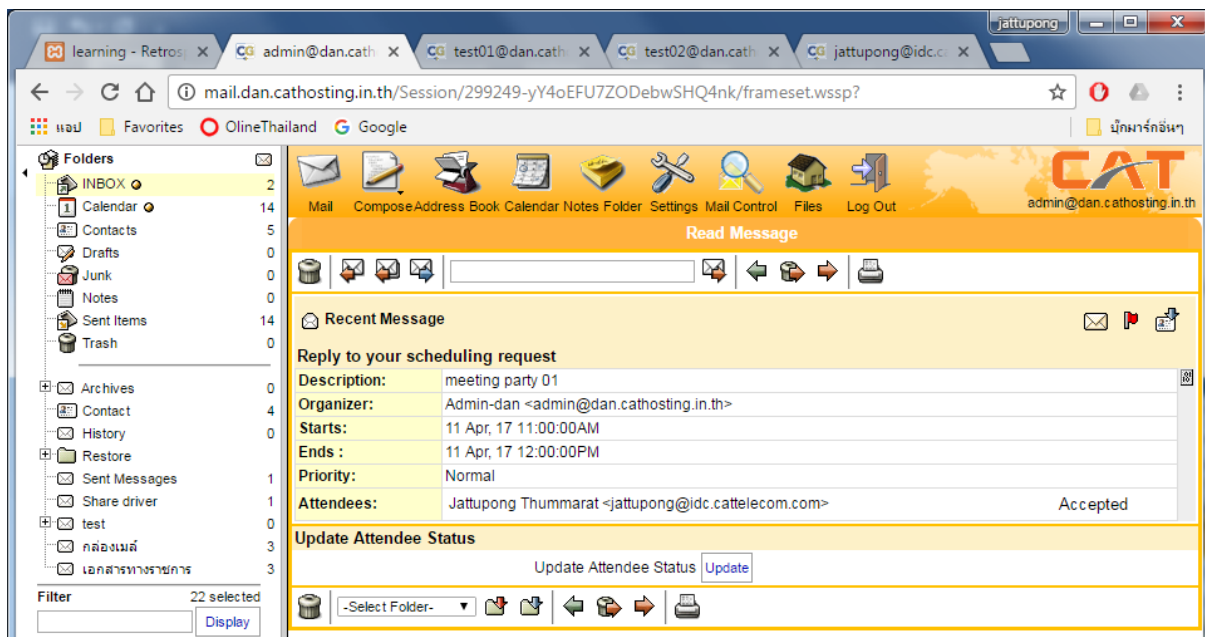 jattupong
learning - Retros
admin@dan.cath
test01@dan.cath
test02@dan.cath
jattupong@idc.c
mail.dan.cathosting.in.th/Session/299249-yY4oEFU7ZODebwSHQ4nk/frameset.wssp?
แอป Favorites OlineThailand Google บุ๊กมาร์กอื่นๆ
Folders
INBOX 2
Calendar 14
Contacts 5
Drafts 0
Junk 0
Notes 0
Sent Items 14
Trash 0
Archives 0
Contact 4
History 0
Restore
Sent Messages 1
Share driver 1
test 0
กล่องเมล์ 3
เอกสารทางราชการ 3
Filter 22 selected
Display
Mail Compose Address Book Calendar Notes Folder Settings Mail Control Files Log Out
CAT
admin@dan.cathosting.in.th
Read Message
Recent Message
Reply to your scheduling request
Description: meeting party 01
Organizer: Admin-dan <admin@dan.cathosting.in.th>
Starts: 11 Apr, 17 11:00:00AM
Ends : 11 Apr, 17 12:00:00PM
Priority: Normal
Attendees: Jattupong Thummarat <jattupong@idc.cattelecom.com> Accepted
Update Attendee Status
Update Attendee Status Update
-Select Folder-